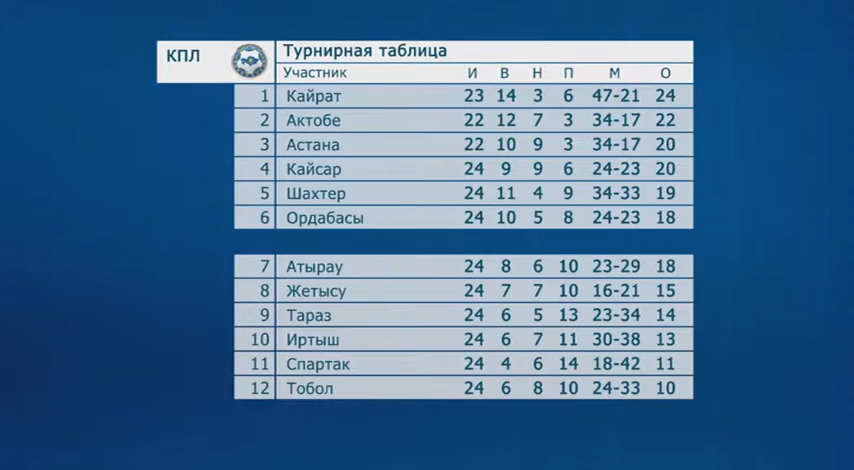 КПЛ
Турнирная таблица
Участник И В Н П М О
1 Кайрат 23 14 3 6 47-21 24
2 Актобе 22 12 7 3 34-17 22
3 Астана 22 10 9 3 34-17 20
4 Кайсар 24 9 9 6 24-23 20
5 Шахтер 24 11 4 9 34-33 19
6 Ордабасы 24 10 5 8 24-23 18
7 Атырау 24 8 6 10 23-29 18
8 Жетысу 24 7 7 10 16-21 15
9 Тараз 24 6 5 13 23-34 14
10 Иртыш 24 6 7 11 30-38 13
11 Спартак 24 4 6 14 18-42 11
12 Тобол 24 6 8 10 24-33 10